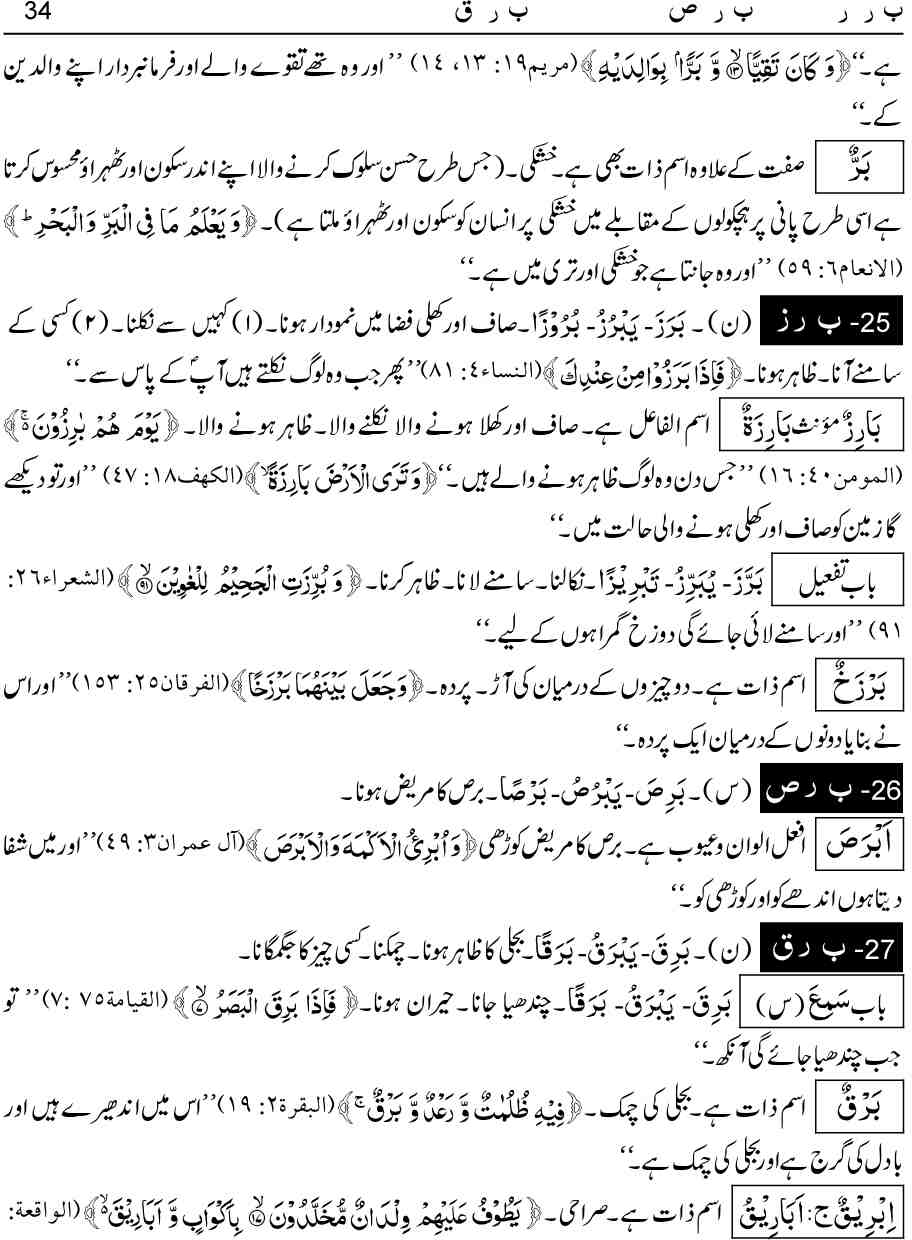 ب ر ر ب ر ص ب ر ق 34
ہے۔‘‘﴿وَ كَانَ تَقِيًّاۙ۝۱۳ وَّ بَرًّۢا بِوَالِدَيْهِ﴾(مریم۱۹: ۱۳، ۱۴) ’’اور وہ تھے تقوے والے اور فرمانبردار اپنے والدین
کے۔‘‘
بَرٌّ صفت کے علاوہ اسم ذات بھی ہے۔ خشکی۔ (جس طرح حسن سلوک کرنے والا اپنے اندر سکون اور ٹھہراؤ محسوس کرتا
ہے اسی طرح پانی پر ہچکولوں کے مقابلے میں خشکی پر انسان کو سکون اور ٹھہراؤ ملتا ہے)۔ ﴿وَ يَعْلَمُ مَا فِي الْبَرِّ وَالْبَحْرِ ؕ﴾
(الانعام۶: ۵۹) ’’اور وہ جانتا ہے جو خشکی اور تری میں ہے۔‘‘
25- ب ر ز (ن)۔ بَرَزَ- يَبْرُزُ- بُرُوْزًا۔ صاف اور کھلی فضا میں نمودار ہونا۔ (۱) کہیں سے نکلنا۔ (۲) کسی کے
سامنے آنا۔ ظاہر ہونا۔ ﴿فَاِذَا بَرَزُوْا مِنْ عِنْدِكَ﴾(النساء۴: ۸۱)’’پھر جب وہ لوگ نکلتے ہیں آپؐ کے پاس سے۔‘‘
بَارِزٌ مؤنث بَارِزَةٌ اسم الفاعل ہے۔ صاف اور کھلا ہونے والا نکلنے والا۔ ظاہر ہونے والا۔ ﴿يَوْمَ هُمْ بٰرِزُوْنَ ۬ۚ﴾
(المومن۴۰: ۱۶) ’’جس دن وہ لوگ ظاہر ہونے والے ہیں۔‘‘﴿وَ تَرَى الْاَرْضَ بَارِزَةً ۙ﴾(الکھف۱۸: ۴۷) ’’اور تو دیکھے
گا زمین کو صاف اور کھلی ہونے والی حالت میں۔‘‘
باب تفعیل بَرَّزَ- يُبَرِّزُ- تَبْرِيْزًا۔ نکالنا۔ سامنے لانا۔ ظاہر کرنا۔ ﴿وَ بُرِّزَتِ الْجَحِيْمُ لِلْغٰوِيْنَ ۙ۝۹۱﴾(الشعراء۲۶:
۹۱) ’’اور سامنے لائی جائے گی دوزخ گمراہوں کے لیے۔‘‘
بَرْزَخٌ اسم ذات ہے۔ دو چیزوں کے درمیان کی آڑ۔ پردہ۔ ﴿وَ جَعَلَ بَيْنَهُمَا بَرْزَخًا﴾(الفرقان۲۵: ۱۵۳)’’اور اس
نے بنایا دونوں کے درمیان ایک پردہ۔‘‘
26- ب ر ص (س)۔ بَرِصَ- يَبْرُصُ- بَرْصًا۔ برص کا مریض ہونا۔
اَبْرَصَ افعل الوان و عیوب ہے۔ برص کا مریض کوڑھی ﴿وَ اُبْرِئُ الْاَكْمَهَ وَالْاَبْرَصَ﴾(آل عمران۳: ۴۹)’’اور میں شفا
دیتا ہوں اندھے کو اور کوڑھی کو۔‘‘
27- ب ر ق (ن)۔ بَرِقَ- يَبْرَقُ- بَرَقًا۔ بجلی کا ظاہر ہونا۔ چمکنا۔ کسی چیز کا جگمگانا۔
باب سَمِعَ (س) بَرِقَ- يَبْرَقُ- بَرَقًا۔ چندھیا جانا۔ حیران ہونا۔ ﴿فَاِذَا بَرِقَ الْبَصَرُ ۙ۝۷﴾(القیامة۷۵: ۷)’’تو
جب چندھیا جائے گی آنکھ۔‘‘
بَرْقٌ اسم ذات ہے۔ بجلی کی چمک۔ ﴿فِيْهِ ظُلُمٰتٌ وَّ رَعْدٌ وَّ بَرْقٌ ۚ﴾(البقرة۲: ۱۹)’’اس میں اندھیرے ہیں اور
بادل کی گرج ہے اور بجلی کی چمک ہے۔‘‘
اِبْرِيْقٌ ج: اَبَارِيْقُ اسم ذات ہے۔ صراحی۔ ﴿يَطُوْفُ عَلَيْهِمْ وِلْدَانٌ مُّخَلَّدُوْنَ ۙ۝۱۷ بِاَكْوَابٍ وَّ اَبَارِيْقَ ۬ۙ﴾(الواقعة: